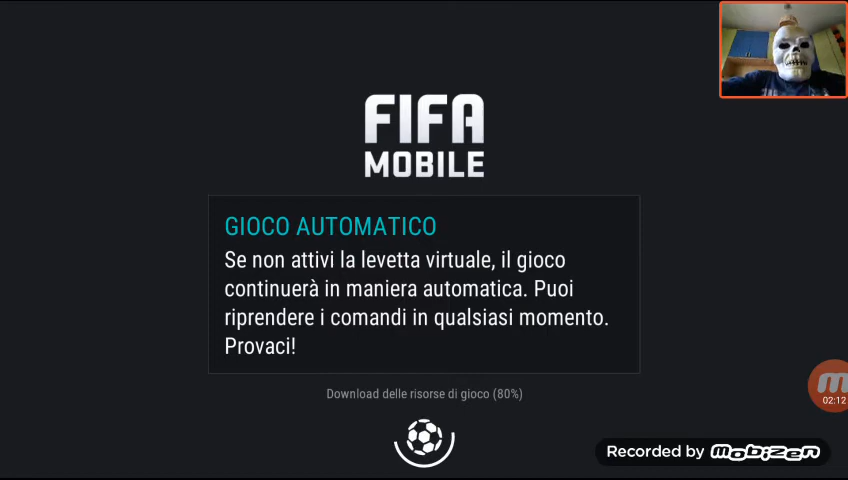 FIFA
MOBILE
GIOCO AUTOMATICO
Se non attivi la levetta virtuale, il gioco
continuerà in maniera automatica. Puoi
riprendere i comandi in qualsiasi momento.
Provaci!
Download delle risorse di gioco (80%)
02:12
Recorded by mobizen